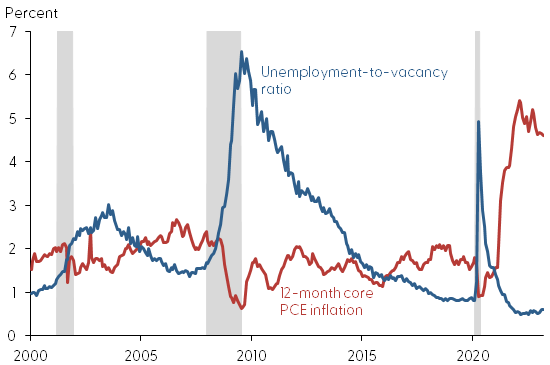 Percent
7
6
5
4
3
2
1
0
Unemployment-to-vacancy
ratio
12-month core
PCE inflation
2000
2005
2010
2015
2020